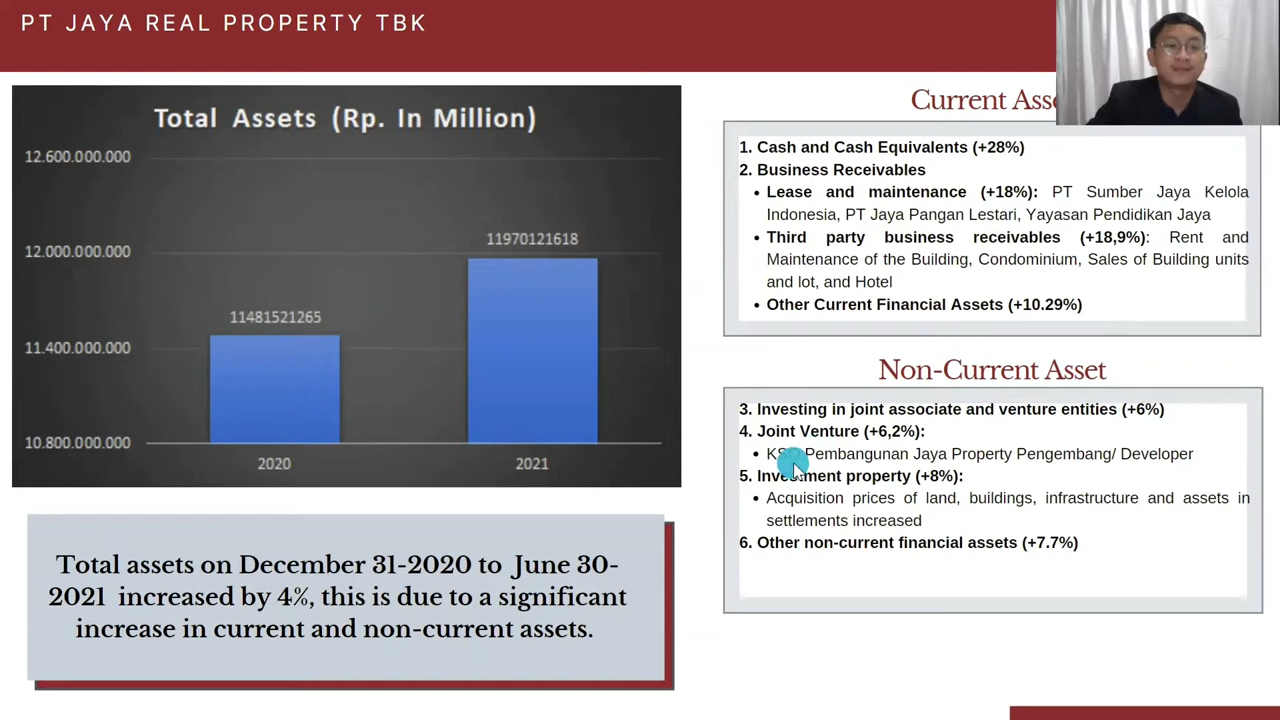 PT JAYA REAL PROPERTY TBK
Total Assets (Rp. In Million)
12.600.000.000
12.000.000.000
11.400.000.000
10.800.000.000
11481521265
11970121618
2020
2021
Total assets on December 31-2020 to June 30-
2021 increased by 4%, this is due to a significant
increase in current and non-current assets.
Current
1. Cash and Cash Equivalents (+28%)
2. Business Receivables
• Lease and maintenance (+18%): PT Sumber Jaya Kelola
Indonesia, PT Jaya Pangan Lestari, Yayasan Pendidikan Jaya
• Third party business receivables (+18,9%): Rent and
Maintenance of the Building, Condominium, Sales of Building units
and lot, and Hotel
• Other Current Financial Assets (+10.29%)
Non-Current Asset
3. Investing in joint associate and venture entities (+6%)
4. Joint Venture (+6,2%):
• Pembangunan Jaya Property Pengembang/ Developer
5. Investment property (+8%):
• Acquisition prices of land, buildings, infrastructure and assets in
settlements increased
6. Other non-current financial assets (+7.7%)